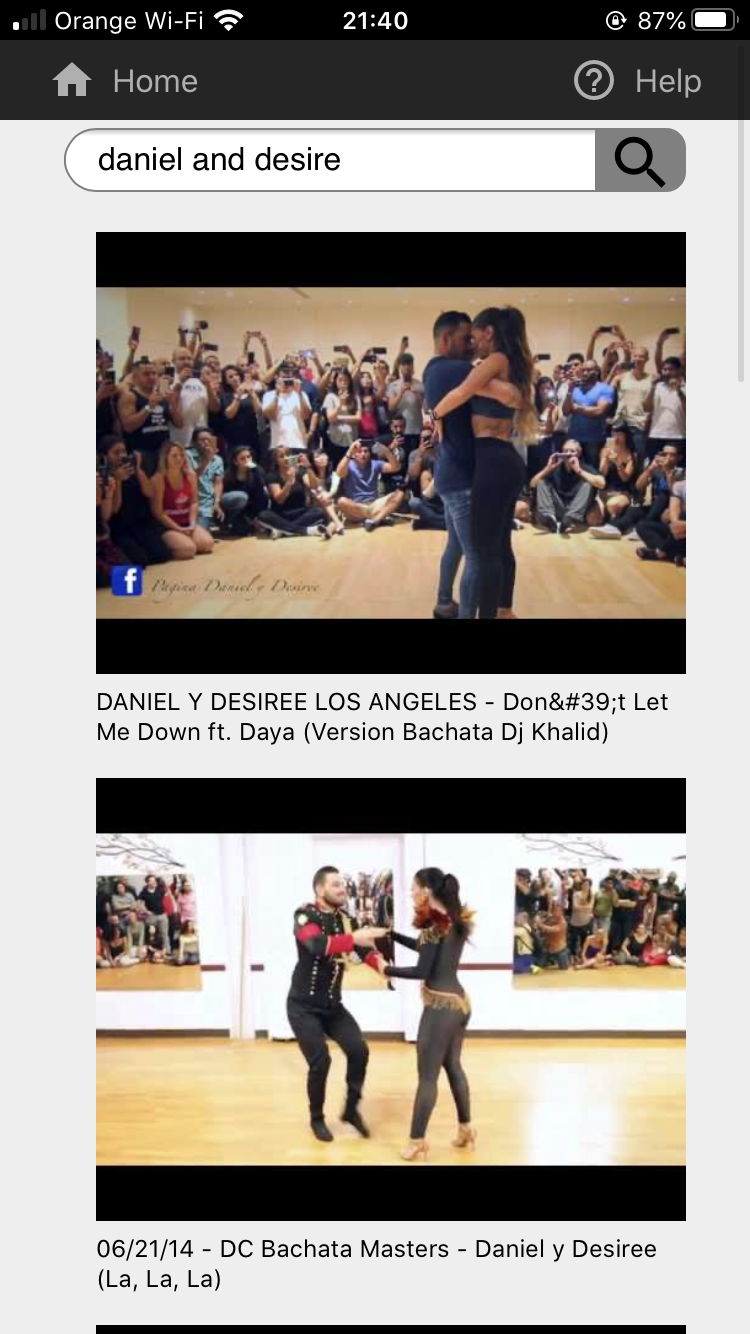 Orange Wi-Fi 21:40 87%
Home Help
daniel and desire
f Pagina Daniel y Desiree
DANIEL Y DESIREE LOS ANGELES - Don&#39;t Let
Me Down ft. Daya (Version Bachata Dj Khalid)
06/21/14 - DC Bachata Masters - Daniel y Desiree
(La, La, La)